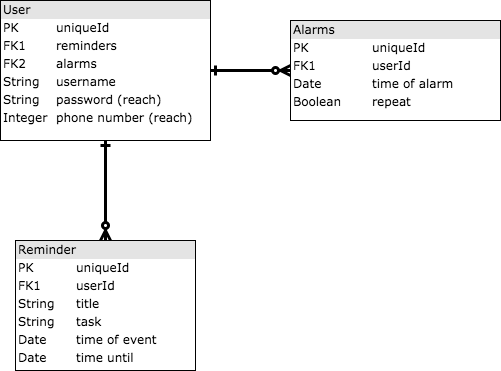 User
PK uniqueId
FK1 reminders
FK2 alarms
String username
String password (reach)
Integer phone number (reach)
Alarms
PK uniqueId
FK1 userId
Date time of alarm
Boolean repeat
Reminder
PK uniqueId
FK1 userId
String title
String task
Date time of event
Date time until